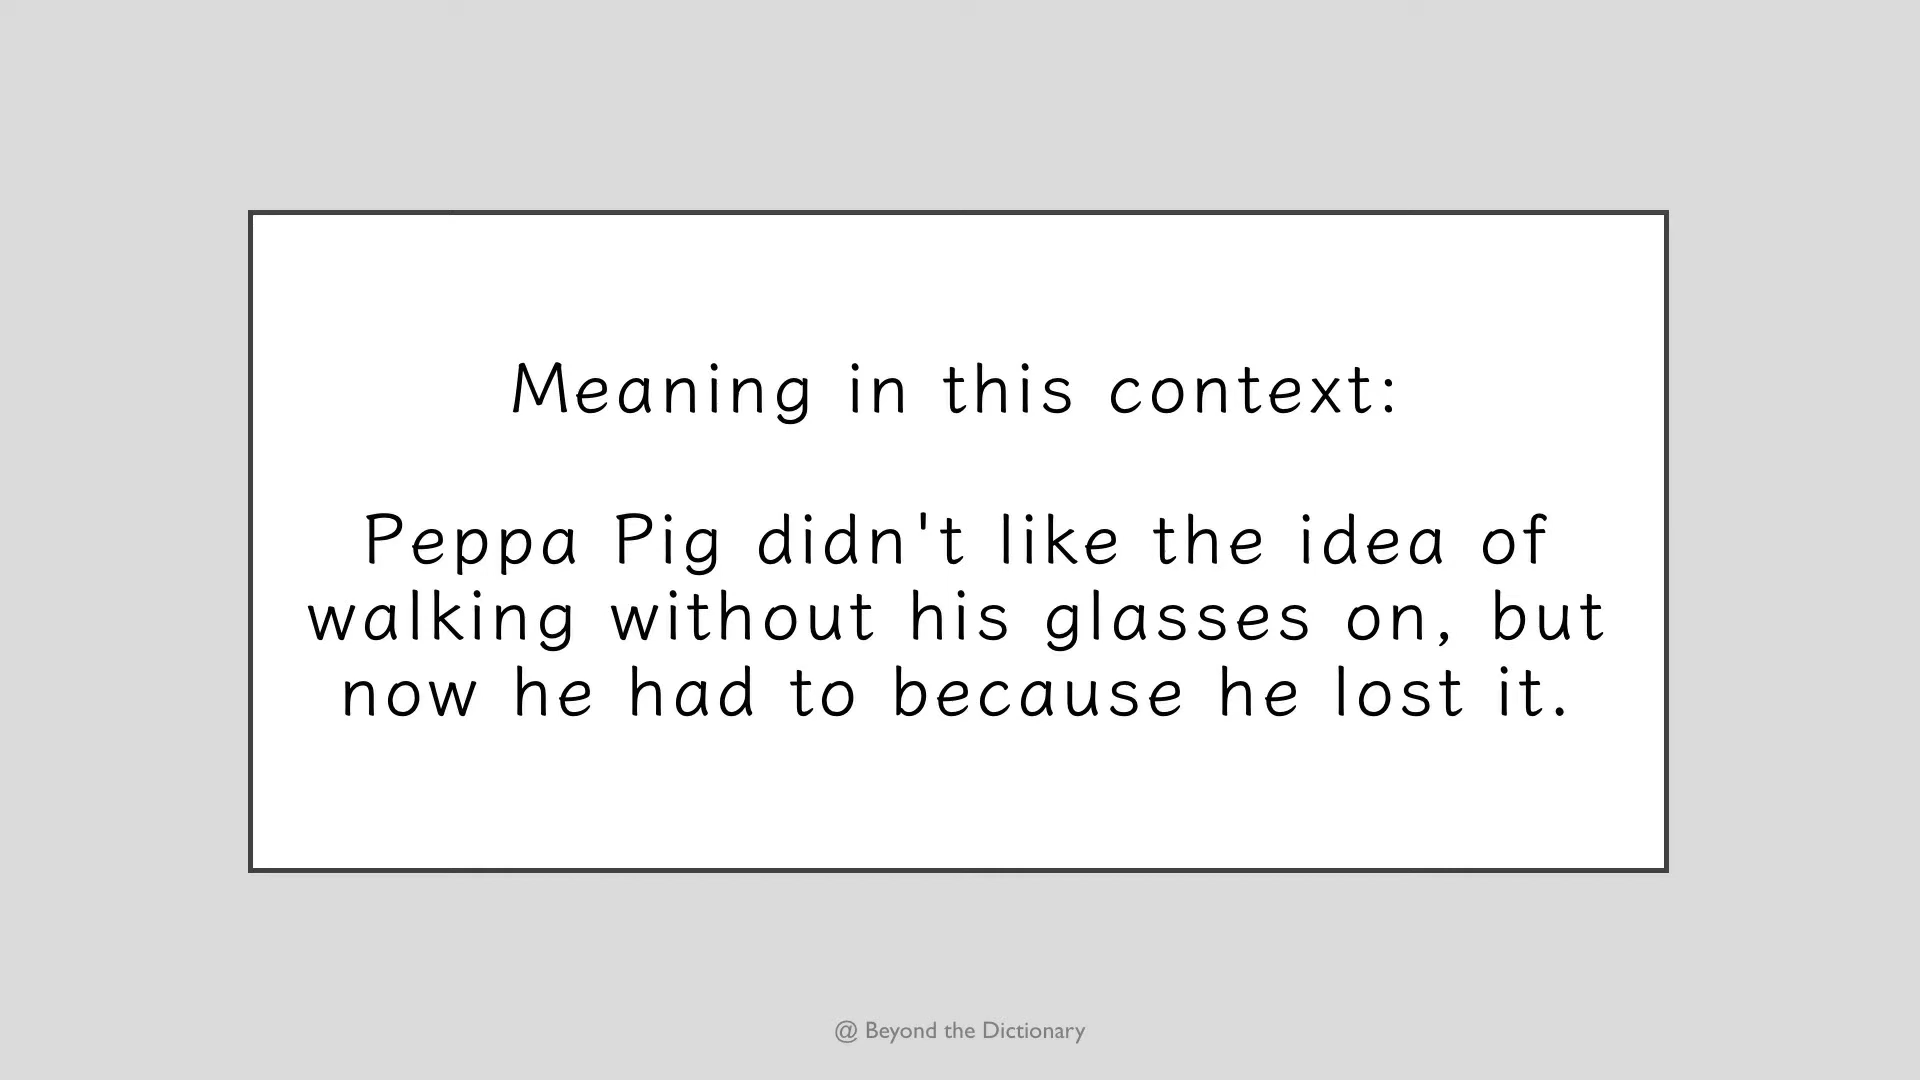 Meaning in this context:
Peppa Pig didn't like the idea of
walking without his glasses on, but
now he had to because he lost it.
@ Beyond the Dictionary